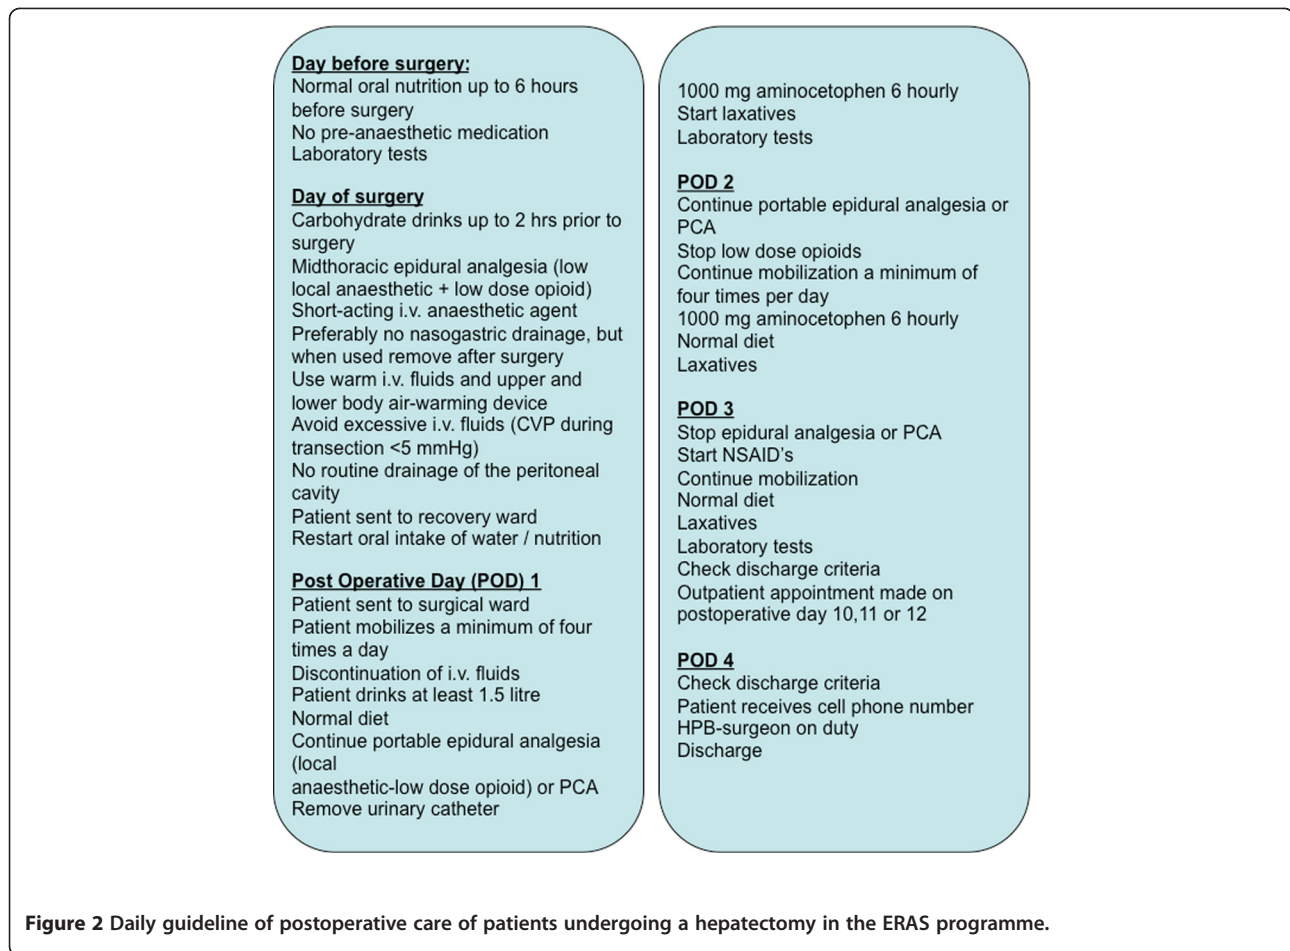 Day before surgery:
Normal oral nutrition up to 6 hours
before surgery
No pre-anaesthetic medication
Laboratory tests
Day of surgery
Carbohydrate drinks up to 2 hrs prior to
surgery
Midthoracic epidural analgesia (low
local anaesthetic + low dose opioid)
Short-acting i.v. anaesthetic agent
Preferably no nasogastric drainage, but
when used remove after surgery
Use warm i.v. fluids and upper and
lower body air-warming device
Avoid excessive i.v. fluids (CVP during
transection <5 mmHg)
No routine drainage of the peritoneal
cavity
Patient sent to recovery ward
Restart oral intake of water / nutrition
Post Operative Day (POD) 1
Patient sent to surgical ward
Patient mobilizes a minimum of four
times a day
Discontinuation of i.v. fluids
Patient drinks at least 1.5 litre
Normal diet
Continue portable epidural analgesia
(local
anaesthetic-low dose opioid) or PCA
Remove urinary catheter
1000 mg aminocetophen 6 hourly
Start laxatives
Laboratory tests
POD 2
Continue portable epidural analgesia or
PCA
Stop low dose opioids
Continue mobilization a minimum of
four times per day
1000 mg aminocetophen 6 hourly
Normal diet
Laxatives
POD 3
Stop epidural analgesia or PCA
Start NSAID's
Continue mobilization
Normal diet
Laxatives
Laboratory tests
Check discharge criteria
Outpatient appointment made on
postoperative day 10,11 or 12
POD 4
Check discharge criteria
Patient receives cell phone number
HPB-surgeon on duty
Discharge
Figure 2 Daily guideline of postoperative care of patients undergoing a hepatectomy in the ERAS programme.